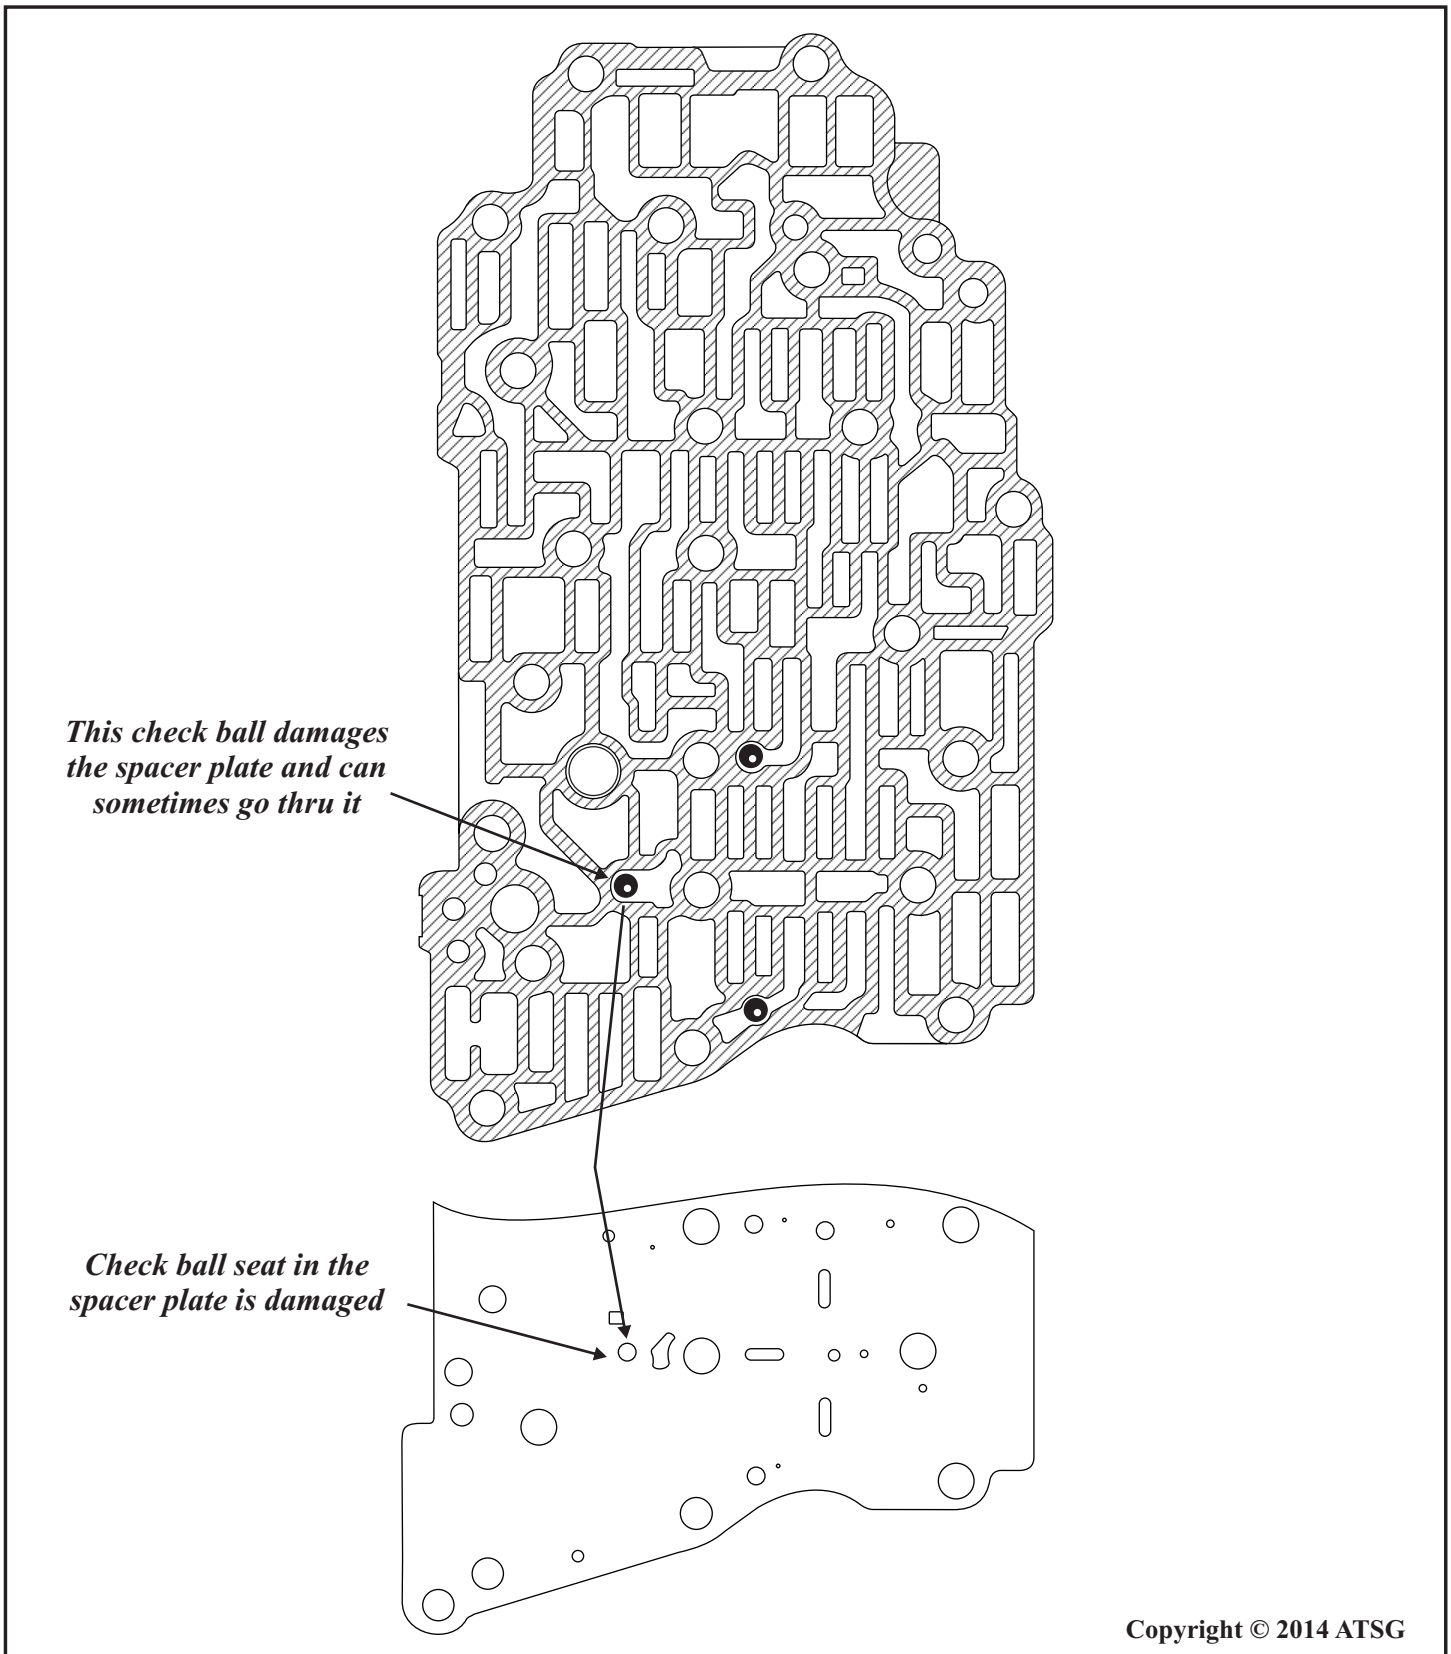 This check ball damages
the spacer plate and can
sometimes go thru it
Check ball seat in the
spacer plate is damaged
Copyright © 2014 ATSG